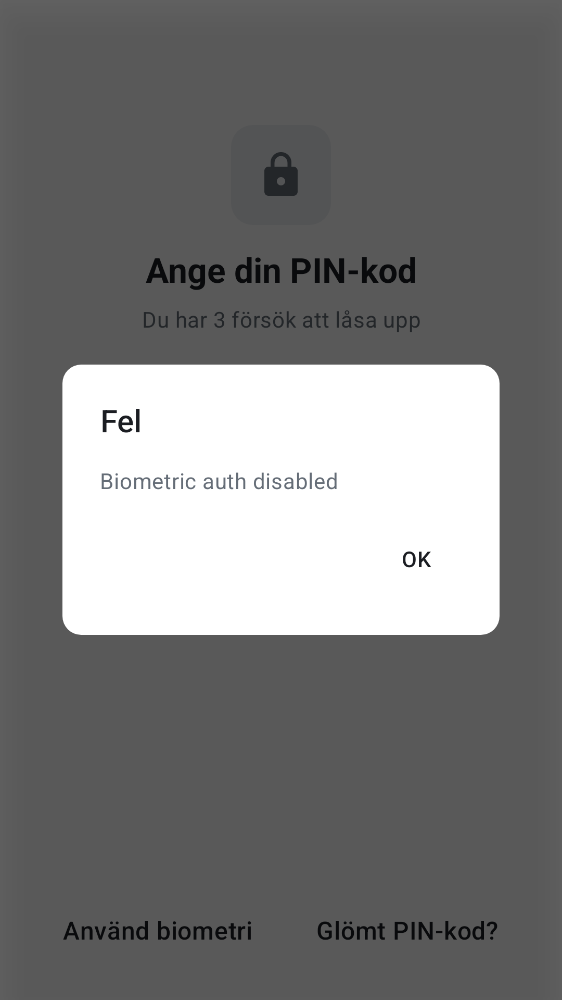 Ange din PIN-kod
Du har 3 försök att låsa upp
Fel
Biometric auth disabled
OK
Använd biometri
Glömt PIN-kod?